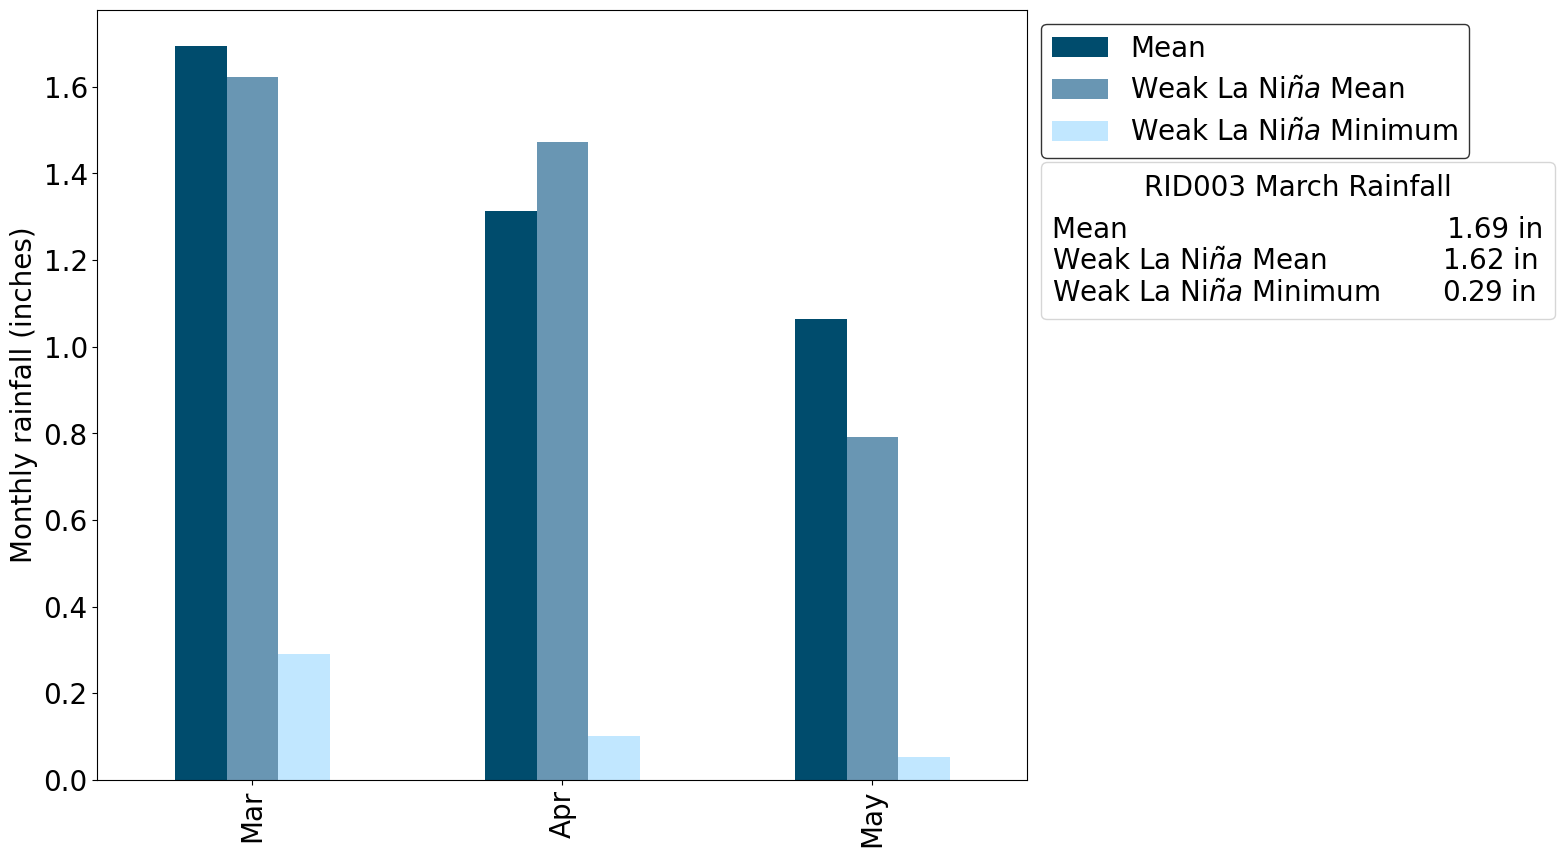 Monthly rainfall (inches)
1.6
1.4
1.2
1.0
0.8
0.6
0.4
0.2
0.0
Mar
Apr
May
Mean
Weak La Niña Mean
Weak La Niña Minimum
RID003 March Rainfall
Mean 1.69 in
Weak La Niña Mean 1.62 in
Weak La Niña Minimum 0.29 in